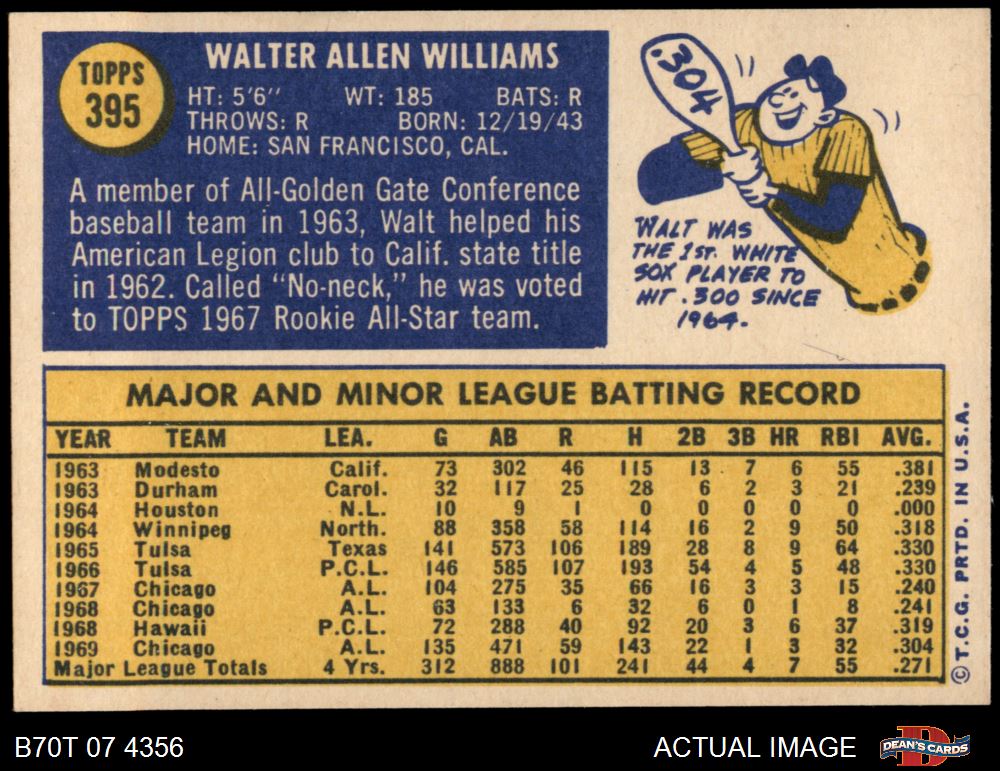 TOPPS
395
WALTER ALLEN WILLIAMS
HT: 5'6" WT: 185 BATS: R
THROWS: R BORN: 12/19/43
HOME: SAN FRANCISCO, CAL.
A member of All-Golden Gate Conference
baseball team in 1963, Walt helped his
American Legion club to Calif. state title
in 1962. Called "No-neck," he was voted
to TOPPS 1967 Rookie All-Star team.
.304
WALT WAS
THE 1ST. WHITE
SOX PLAYER TO
HIT .300 SINCE
1964.
MAJOR AND MINOR LEAGUE BATTING RECORD
YEAR TEAM LEA. G AB R H 2B 3B HR RBI AVG.
1963 Modesto Calif. 73 302 46 115 13 7 6 55 .381
1963 Durham Carol. 32 117 25 28 6 2 3 21 .239
1964 Houston N.L. 10 9 1 0 0 0 0 0 .000
1964 Winnipeg North. 88 358 58 114 16 2 9 50 .318
1965 Tulsa Texas 141 573 106 189 28 8 9 64 .330
1966 Tulsa P.C.L. 146 585 107 193 54 4 5 48 .330
1967 Chicago A.L. 104 275 35 66 16 3 3 15 .240
1968 Chicago A.L. 63 133 6 32 6 0 1 8 .241
1968 Hawaii P.C.L. 72 288 40 92 20 3 6 37 .319
1969 Chicago A.L. 135 471 59 143 22 1 3 32 .304
Major League Totals 4 Yrs. 312 888 101 241 44 4 7 55 .271
© T.C.G. PRTD. IN U.S.A.
B70T 07 4356
ACTUAL IMAGE
DEAN'S CARDS